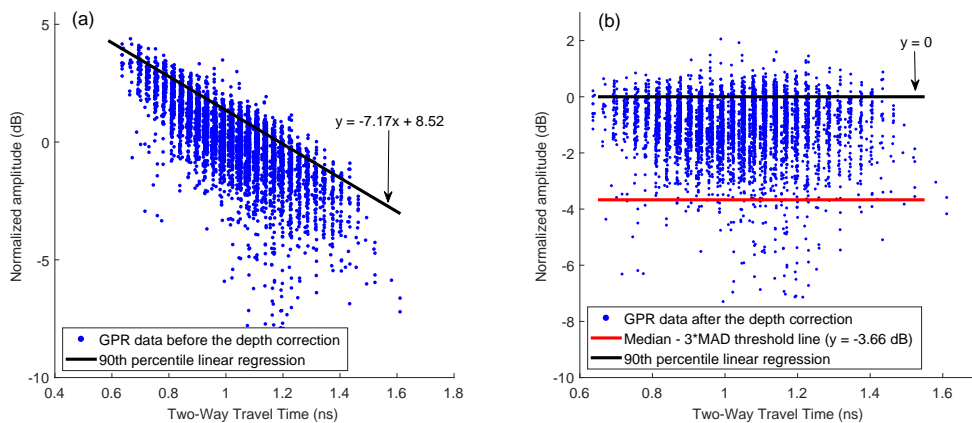 (a)
5
0
-5
-10
0.4
0.6
0.8
1.0
1.2
1.4
1.6
1.8
Normalized amplitude (dB)
Two-Way Travel Time (ns)
y = -7.17x + 8.52
GPR data before the depth correction
90th percentile linear regression
(b)
2
0
-2
-4
-6
-8
-10
0.6
0.8
1
1.2
1.4
1.6
Normalized amplitude (dB)
Two-Way Travel Time (ns)
y = 0
GPR data after the depth correction
Median - 3*MAD threshold line (y = -3.66 dB)
90th percentile linear regression